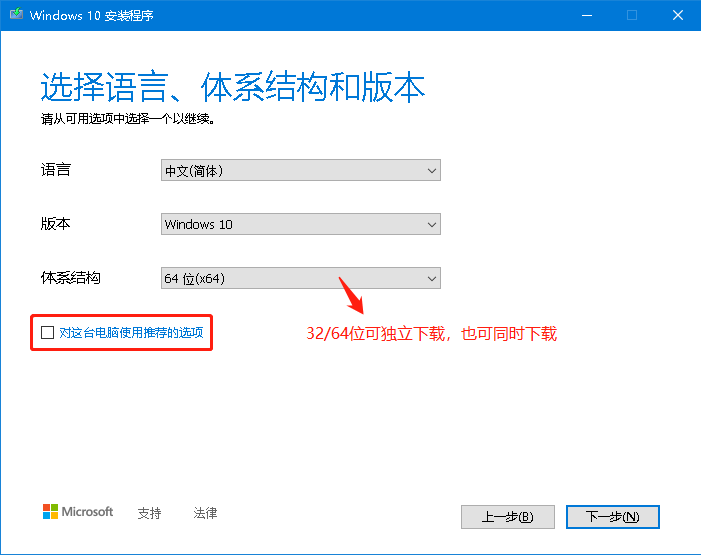 Windows 10 安装程序
选择语言、体系结构和版本
请从可用选项中选择一个以继续。
语言 中文(简体)
版本 Windows 10
体系结构 64 位(x64)
对这台电脑使用推荐的选项
32/64位可独立下载，也可同时下载
Microsoft 支持 法律 上一步(B) 下一步(N)